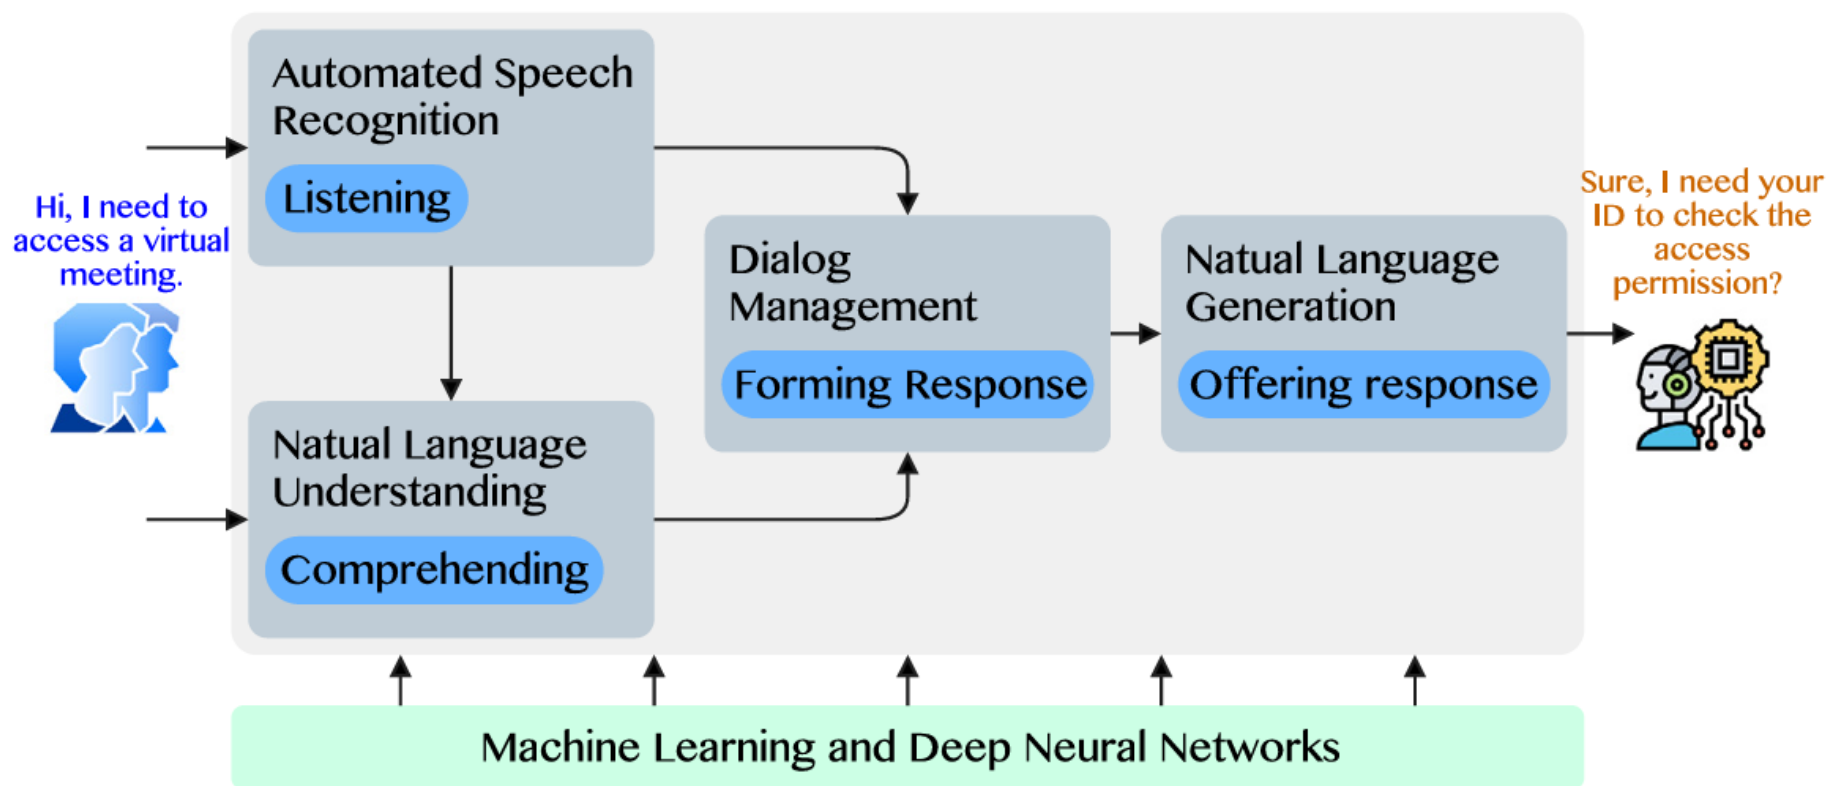 Automated Speech
Recognition
Listening
Hi, I need to
access a virtual
meeting.
Natual Language
Understanding
Comprehending
Dialog
Management
Forming Response
Natual Language
Generation
Offering response
Sure, I need your
ID to check the
access
permission?
Machine Learning and Deep Neural Networks